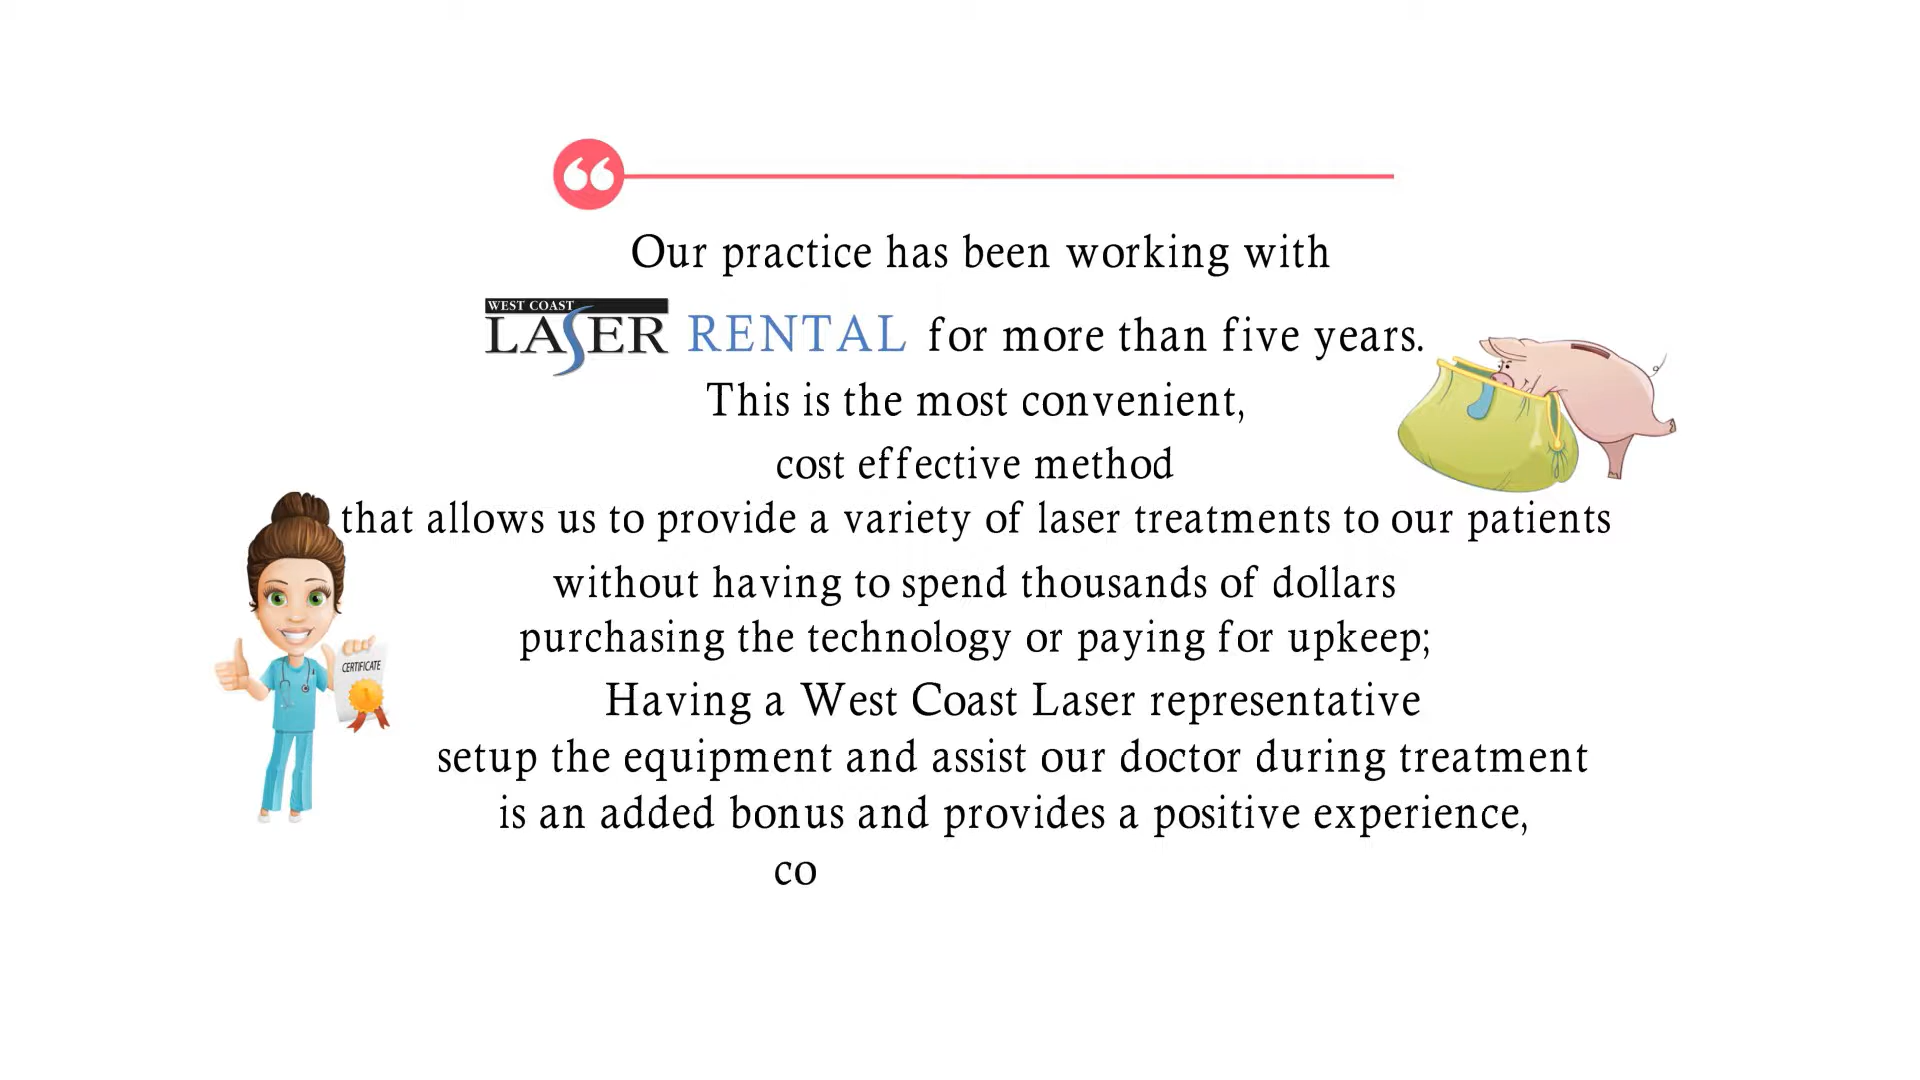 Our practice has been working with
WEST COAST
LASER RENTAL for more than five years.
This is the most convenient,
cost effective method
that allows us to provide a variety of laser treatments to our patients
without having to spend thousands of dollars
purchasing the technology or paying for upkeep;
CERTIFICATE
Having a West Coast Laser representative
setup the equipment and assist our doctor during treatment
is an added bonus and provides a positive experience,
co